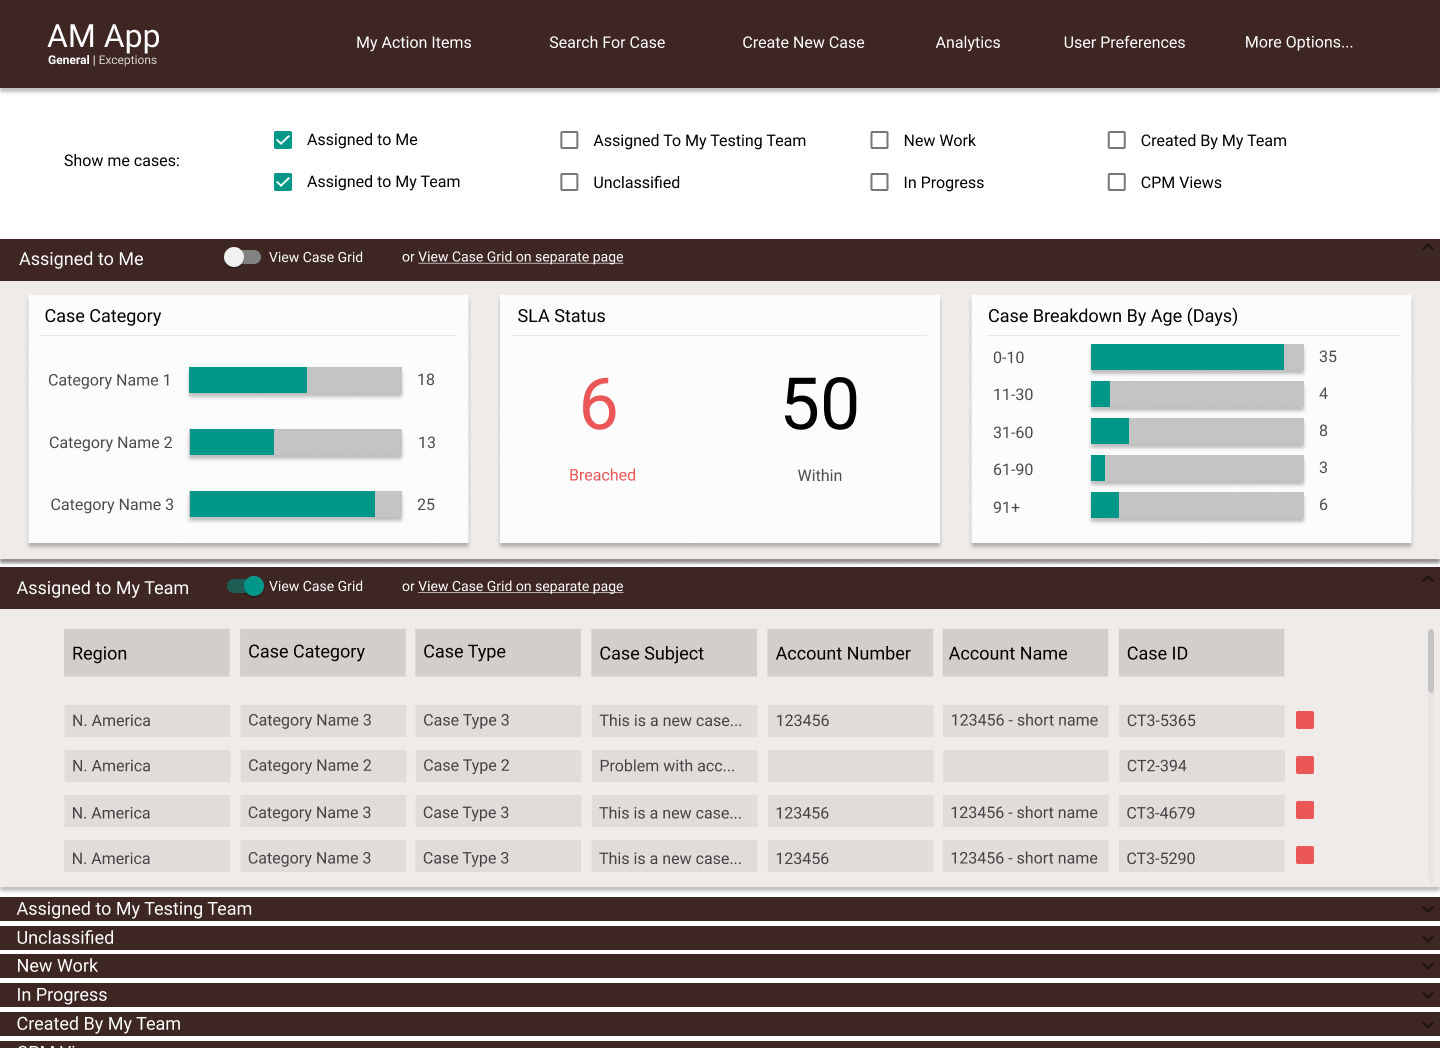 AM App
General | Exceptions
My Action Items
Search For Case
Create New Case
Analytics
User Preferences
More Options...
Show me cases:
Assigned to Me
Assigned To My Testing Team
New Work
Created By My Team
Assigned to My Team
Unclassified
In Progress
CPM Views
Assigned to Me
View Case Grid
or View Case Grid on separate page
Case Category
Category Name 1 18
Category Name 2 13
Category Name 3 25
SLA Status
6 50
Breached Within
Case Breakdown By Age (Days)
0-10 35
11-30 4
31-60 8
61-90 3
91+ 6
Assigned to My Team
View Case Grid
or View Case Grid on separate page
Region Case Category Case Type Case Subject Account Number Account Name Case ID
N. America Category Name 3 Case Type 3 This is a new case... 123456 123456 - short name CT3-5365
N. America Category Name 2 Case Type 2 Problem with acc... CT2-394
N. America Category Name 3 Case Type 3 This is a new case... 123456 123456 - short name CT3-4679
N. America Category Name 3 Case Type 3 This is a new case... 123456 123456 - short name CT3-5290
Assigned to My Testing Team
Unclassified
New Work
In Progress
Created By My Team